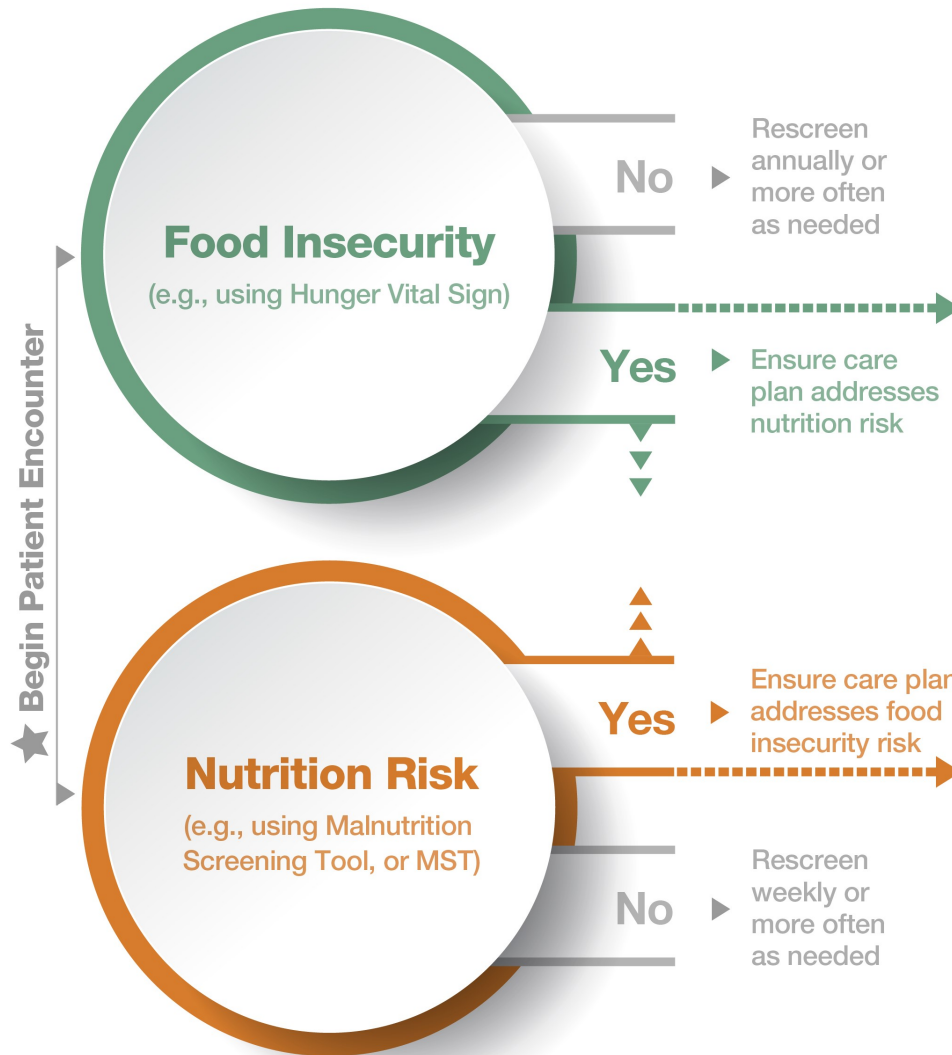 Begin Patient Encounter
Food Insecurity
(e.g., using Hunger Vital Sign)
No
Rescreen
annually or
more often
as needed
Yes
Ensure care
plan addresses
nutrition risk
Nutrition Risk
(e.g., using Malnutrition
Screening Tool, or MST)
Yes
Ensure care plan
addresses food
insecurity risk
No
Rescreen
weekly or
more often
as needed